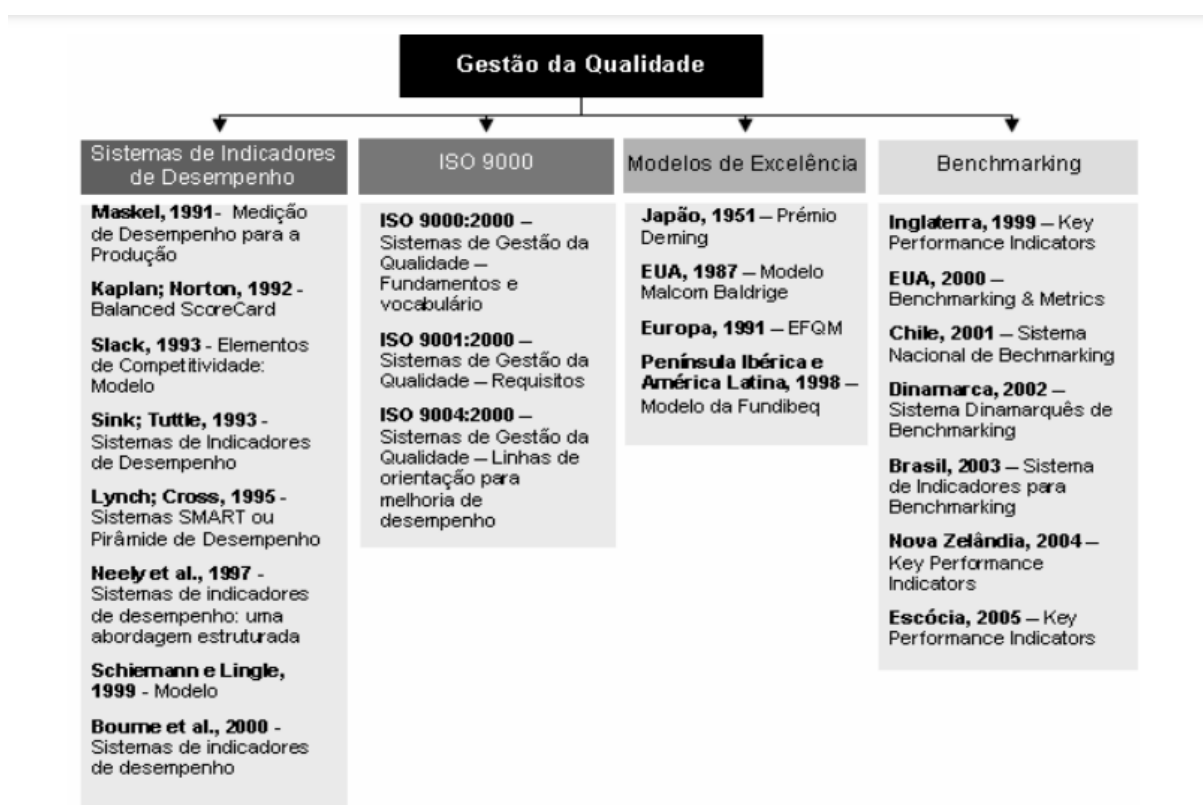 Gestão da Qualidade
Sistemas de Indicadores
de Desempenho
Maskel, 1991- Medição
de Desempenho para a
Produção
Kaplan; Norton, 1992 -
Balanced ScoreCard
Slack, 1993 - Elementos
de Competitividade:
Modelo
Sink; Tuttle, 1993 -
Sistemas de Indicadores
de Desempenho
Lynch; Cross, 1995 -
Sistemas SMART ou
Pirâmide de Desempenho
Neely et al., 1997 -
Sistemas de indicadores
de desempenho: uma
abordagem estruturada
Schiemann e Lingle,
1999 - Modelo
Bourne et al., 2000 -
Sistemas de indicadores
de desempenho
ISO 9000
ISO 9000:2000 –
Sistemas de Gestão da
Qualidade –
Fundamentos e
vocabulário
ISO 9001:2000 –
Sistemas de Gestão da
Qualidade – Requisitos
ISO 9004:2000 –
Sistemas de Gestão da
Qualidade – Linhas de
orientação para
melhoria de
desempenho
Modelos de Excelência
Japão, 1951 – Prémio
Deming
EUA, 1987 – Modelo
Malcom Baldrige
Europa, 1991 – EFQM
Península Ibérica e
América Latina, 1998 –
Modelo da Fundibeq
Benchmarking
Inglaterra, 1999 – Key
Performance Indicators
EUA, 2000 –
Benchmarking & Metrics
Chile, 2001 – Sistema
Nacional de Bechmarking
Dinamarca, 2002 –
Sistema Dinamarquês de
Benchmarking
Brasil, 2003 – Sistema
de Indicadores para
Benchmarking
Nova Zelândia, 2004 –
Key Performance
Indicators
Escócia, 2005 – Key
Performance Indicators